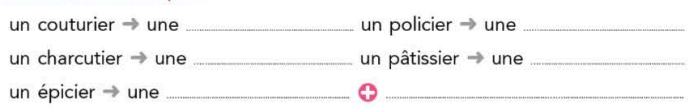 un couturier ➜ une ........................ un policier ➜ une ........................
un charcutier ➜ une ........................ un pâtissier ➜ une ........................
un épicier ➜ une ........................ + ........................